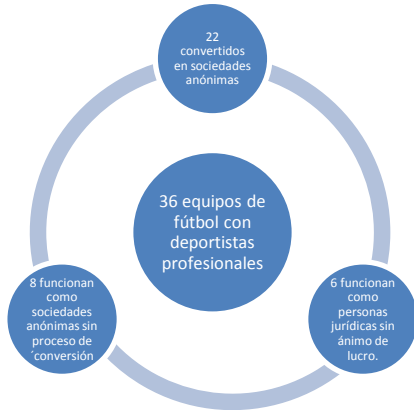 22
convertidos
en sociedades
anónimas
36 equipos de
fútbol con
deportistas
profesionales
8 funcionan
como
sociedades
anónimas sin
proceso de
´conversión
6 funcionan
como
personas
jurídicas sin
ánimo de
lucro.